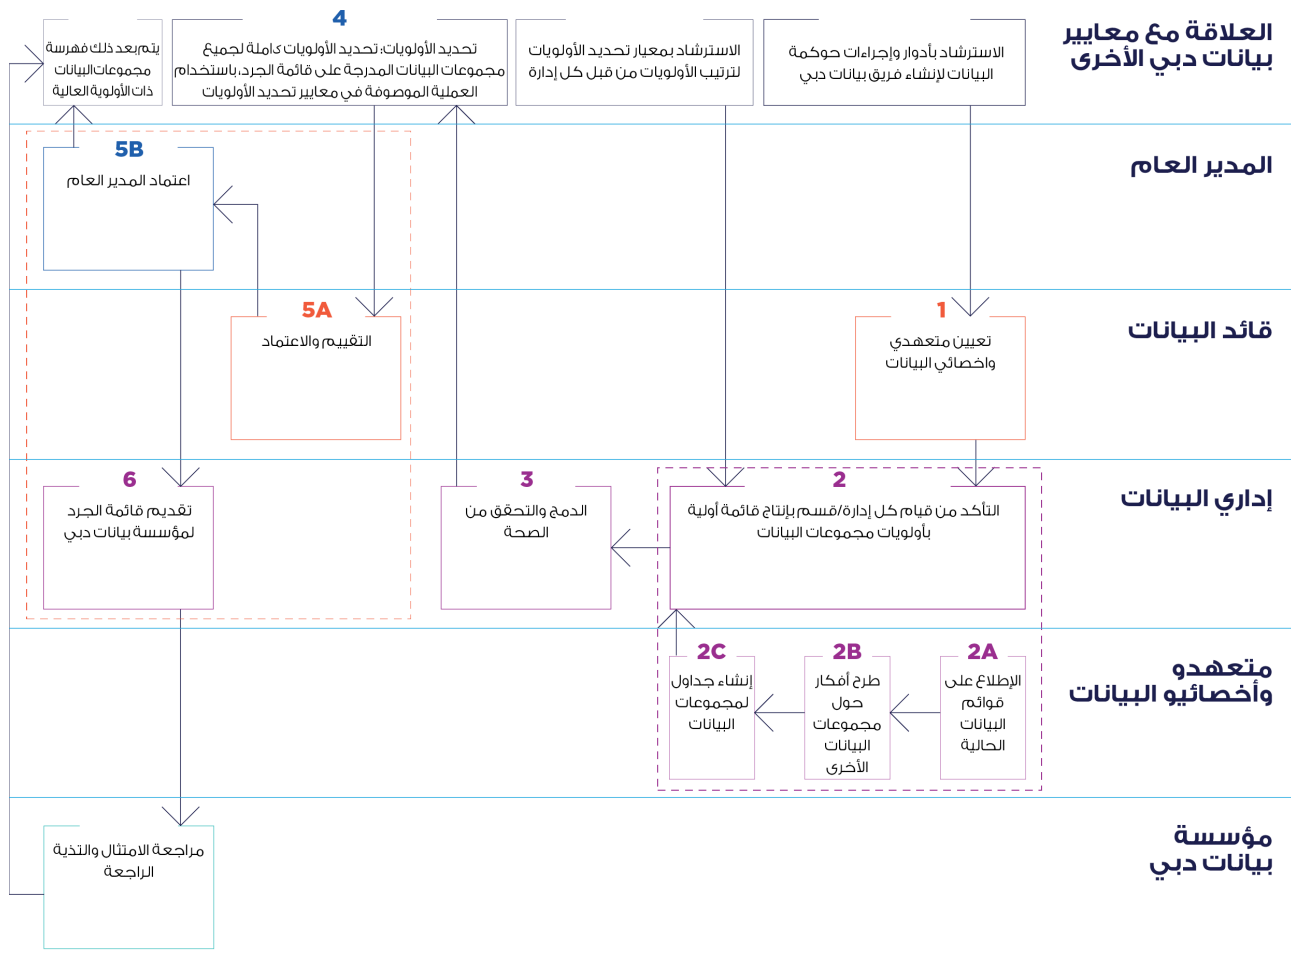 العلاقة مع معايير
بيانات دبي الأخرى
الاسترشاد بأدوار وإجراءات حوكمة
البيانات لإنشاء فريق بيانات دبي
الاسترشاد بمعيار تحديد الأولويات
لترتيب الأولويات من قبل كل إدارة
4
تحديد الأولويات: تحديد الأولويات كاملة لجميع
مجموعات البيانات المدرجة على قائمة الجرد، باستخدام
العملية الموصوفة في معايير تحديد الأولويات
يتم بعد ذلك فهرسة
مجموعات البيانات
ذات الأولوية العالية
المدير العام
5B
اعتماد المدير العام
قائد البيانات
1
تعيين متعهدي
واخصائي البيانات
5A
التقييم والاعتماد
إداري البيانات
2
التأكد من قيام كل إدارة/قسم بإنتاج قائمة أولية
بأولويات مجموعات البيانات
3
الدمج والتحقق من
الصحة
6
تقديم قائمة الجرد
لمؤسسة بيانات دبي
متعهدو
وأخصائيو البيانات
2A
الإطلاع على
قوائم
البيانات
الحالية
2B
طرح أفكار
حول
مجموعات
البيانات
الأخرى
2C
إنشاء جداول
لمجموعات
البيانات
مؤسسة
بيانات دبي
مراجعة الامتثال والتذية
الراجعة